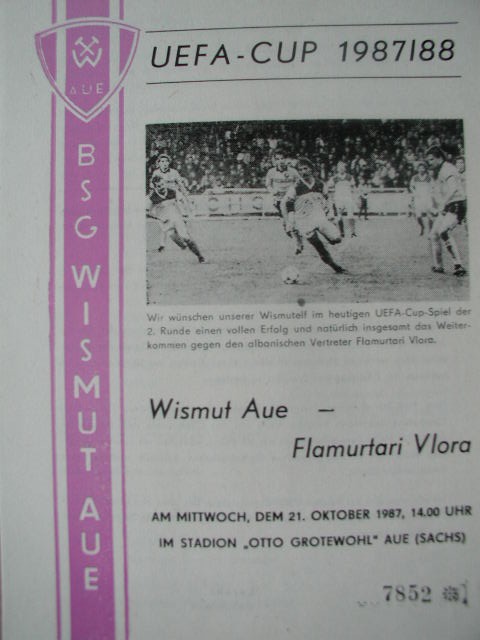 UEFA-CUP 1987/88
W
AUE
BSG WISMUT AUE
Wir wünschen unserer Wismutelf im heutigen UEFA-Cup-Spiel der
2. Runde einen vollen Erfolg und natürlich insgesamt das Weiter-
kommen gegen den albanischen Vertreter Flamurtari Vlora.
Wismut Aue –
Flamurtari Vlora
AM MITTWOCH, DEM 21. OKTOBER 1987, 14.00 UHR
IM STADION „OTTO GROTEWOHL" AUE (SACHS)
7852